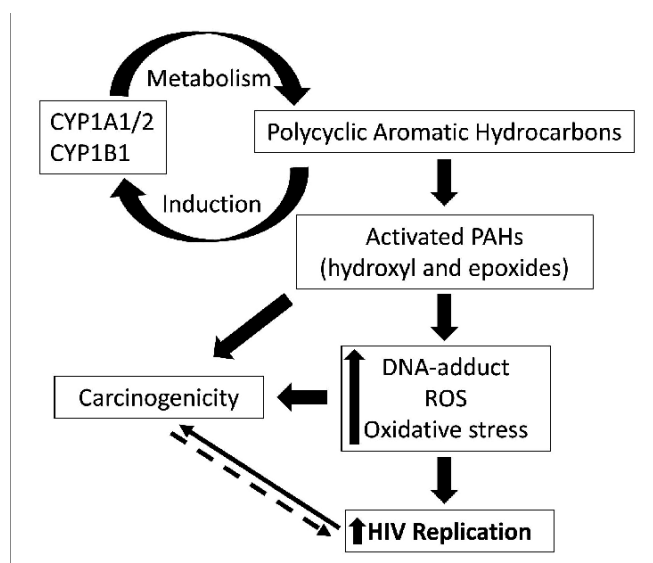 Metabolism
CYP1A1/2
CYP1B1
Polycyclic Aromatic Hydrocarbons
Induction
Activated PAHs
(hydroxyl and epoxides)
DNA-adduct
ROS
Oxidative stress
Carcinogenicity
HIV Replication